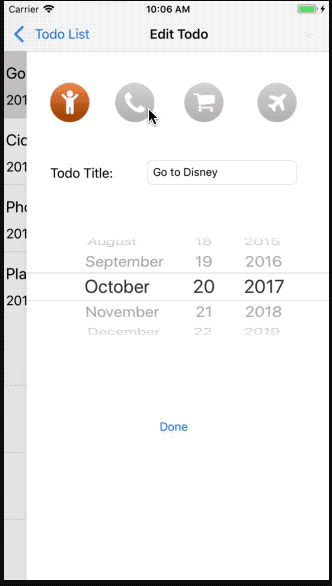 Carrier 10:06 AM
Todo List Edit Todo
Go
201
Cid
201
Todo Title: Go to Disney
Pho
201
August 18 2015
September 19 2016
Pla
October 20 2017
201
November 21 2018
December 22 2019
Done